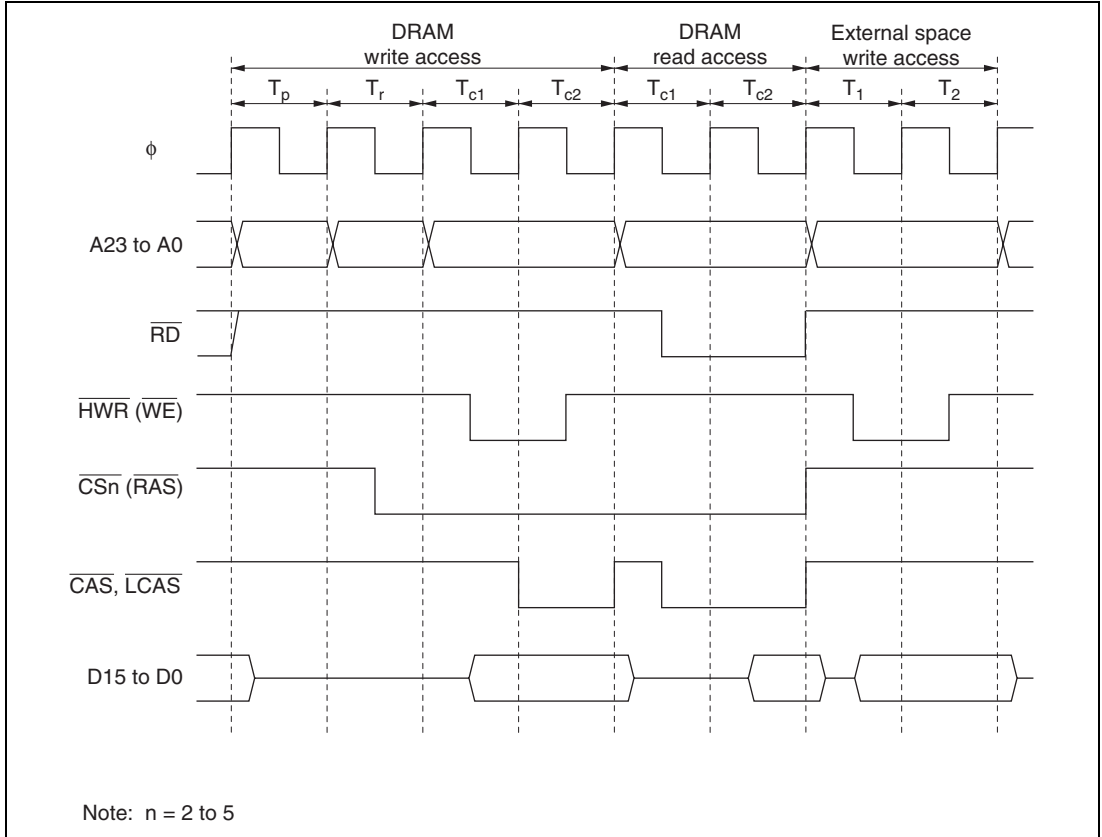 DRAM
write access
DRAM
read access
External space
write access
Tp Tr Tc1 Tc2 Tc1 Tc2 T1 T2
ϕ
A23 to A0
RD
HWR (WE)
CSn (RAS)
CAS, LCAS
D15 to D0
Note: n = 2 to 5